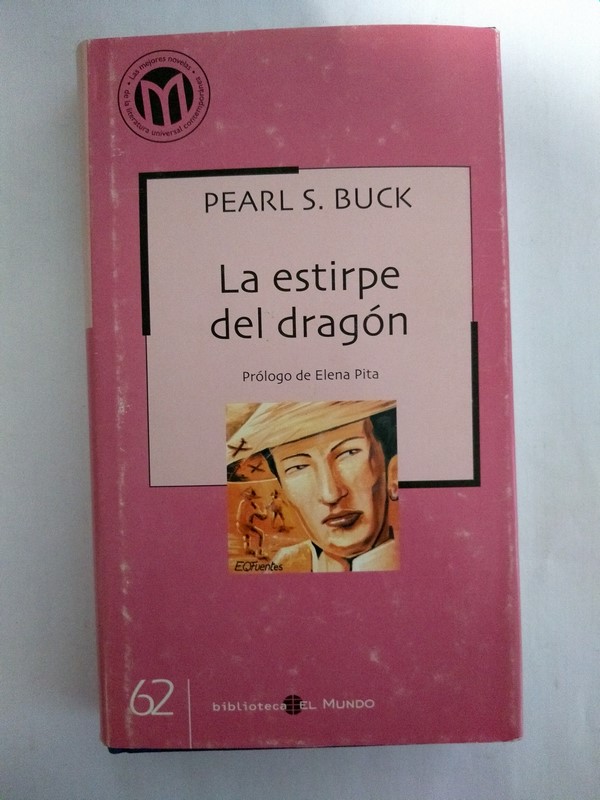 Las mejores novelas
de la literatura universal contemporánea
M
PEARL S. BUCK
La estirpe
del dragón
Prólogo de Elena Pita
EQFuentes
62
biblioteca EL MUNDO